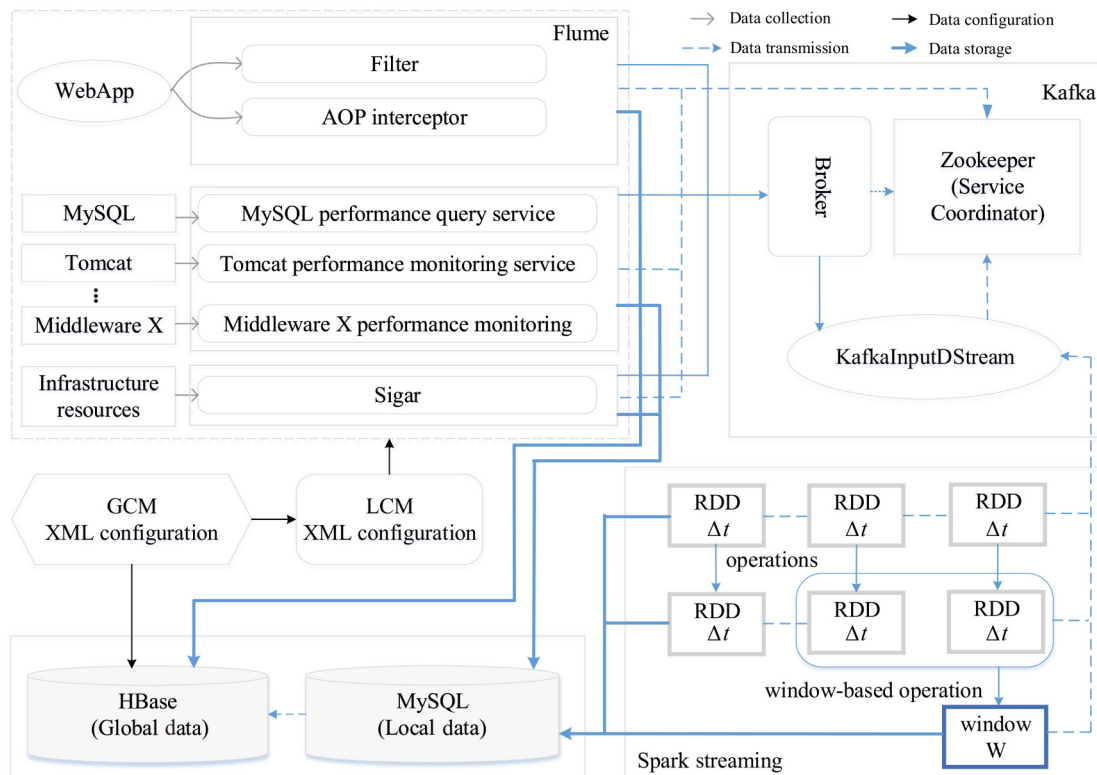 Data collection
Data configuration
Data transmission
Data storage
Flume
Filter
WebApp
AOP interceptor
MySQL
MySQL performance query service
Tomcat
Tomcat performance monitoring service
Middleware X
Middleware X performance monitoring
Infrastructure
resources
Sigar
Kafka
Broker
Zookeeper
(Service
Coordinator)
KafkaInputDStream
GCM
XML configuration
LCM
XML configuration
RDD
Δt
RDD
Δt
RDD
Δt
operations
RDD
Δt
RDD
Δt
RDD
Δt
window-based operation
window
W
Spark streaming
HBase
(Global data)
MySQL
(Local data)